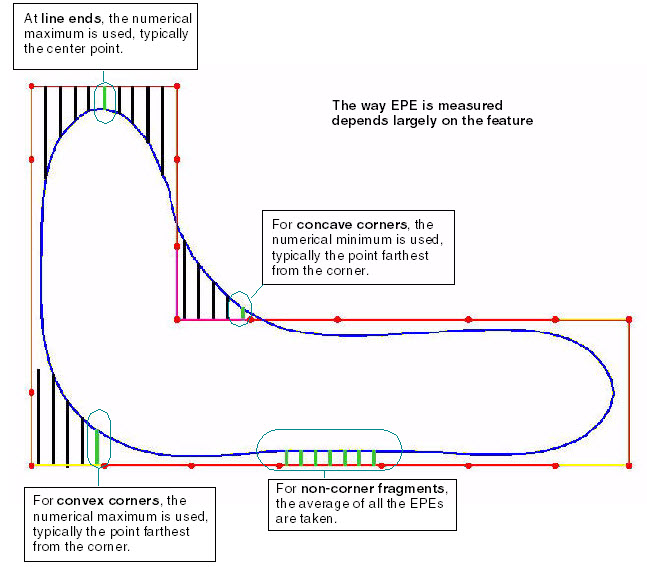 At line ends, the numerical
maximum is used, typically
the center point.
The way EPE is measured
depends largely on the feature
For concave corners, the
numerical minimum is used,
typically the point farthest
from the corner.
For convex corners, the
numerical maximum is used,
typically the point farthest
from the corner.
For non-corner fragments,
the average of all the EPEs
are taken.